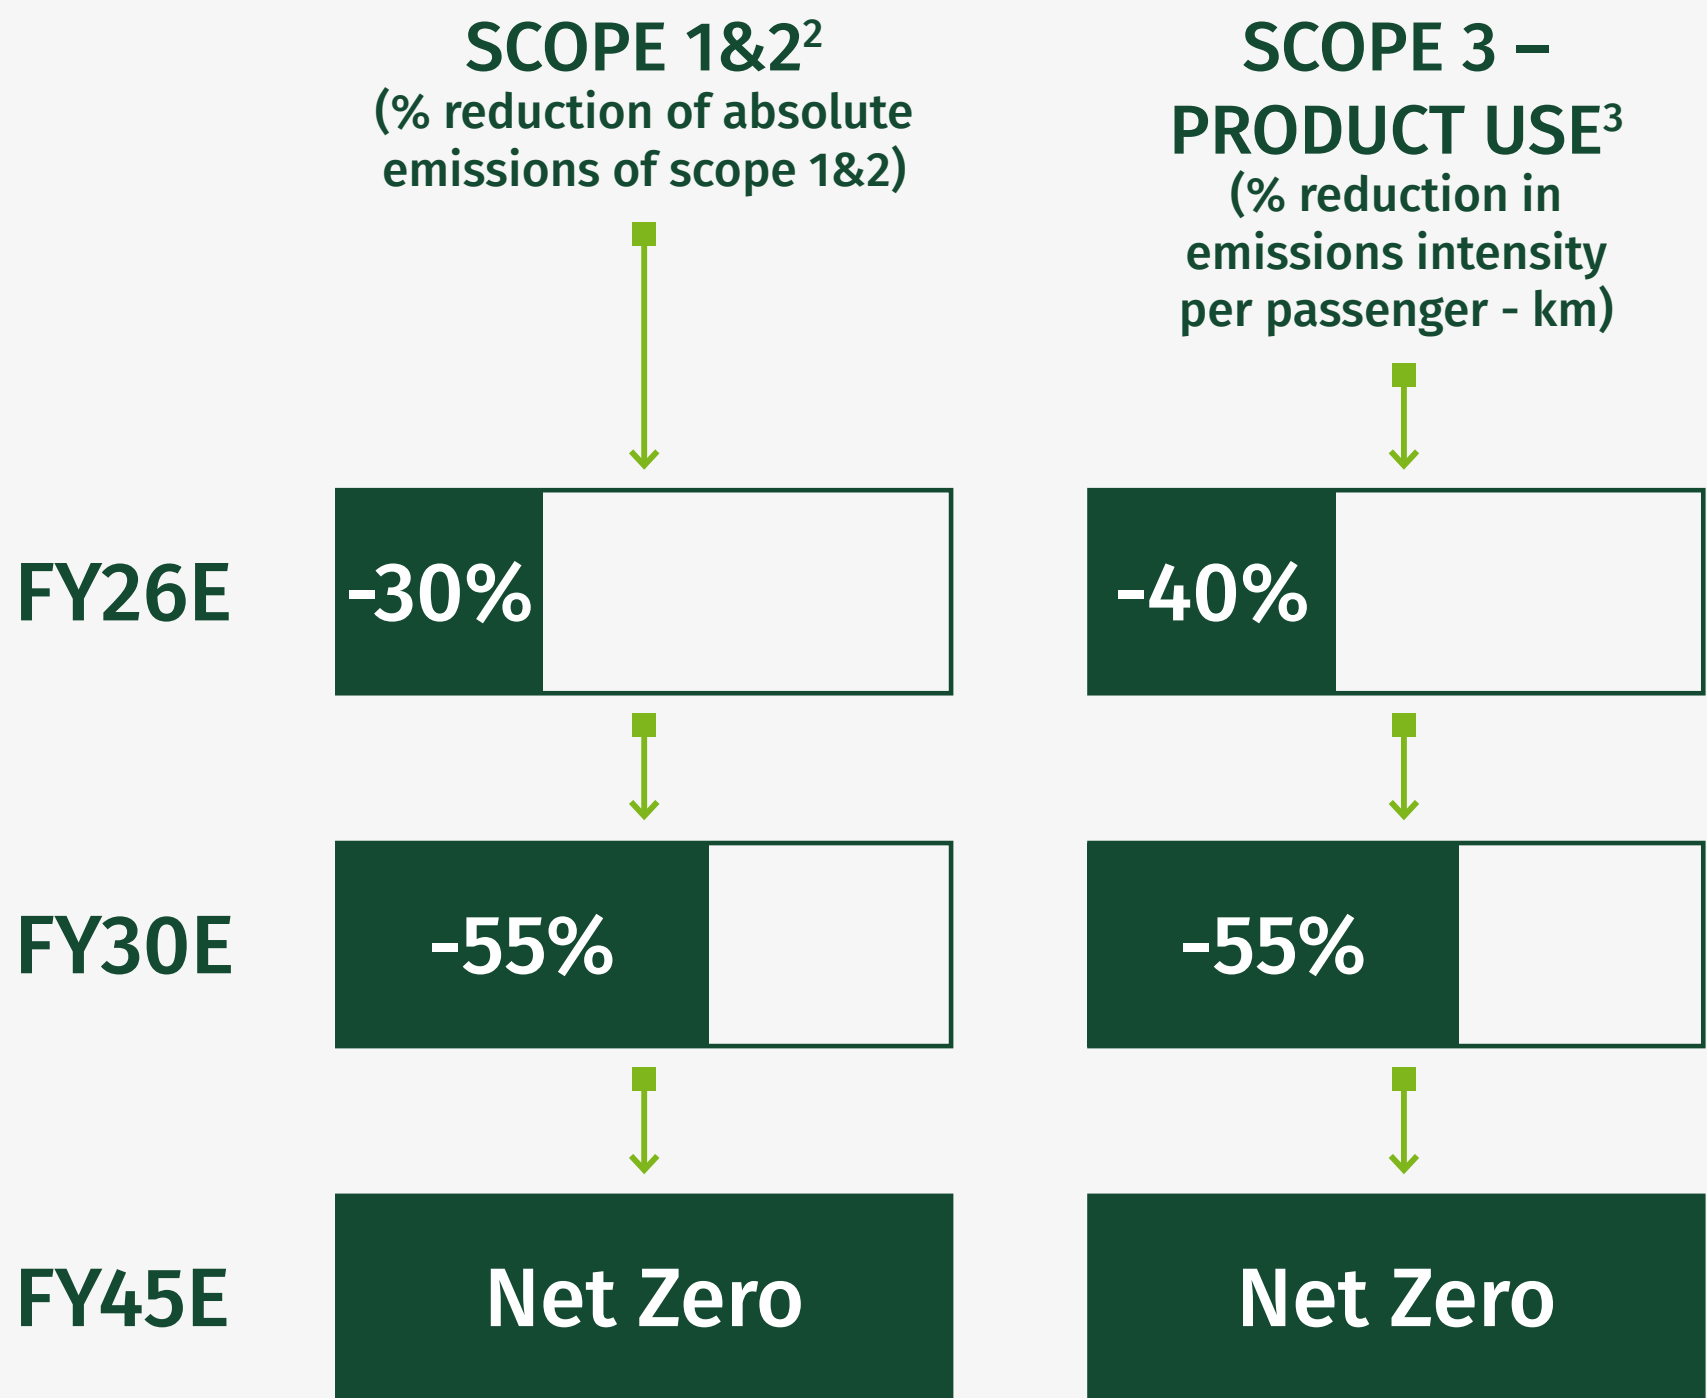 SCOPE 1&2²
(% reduction of absolute
emissions of scope 1&2)
SCOPE 3 –
PRODUCT USE³
(% reduction in
emissions intensity
per passenger - km)
FY26E
-30%
-40%
FY30E
-55%
-55%
FY45E
Net Zero
Net Zero